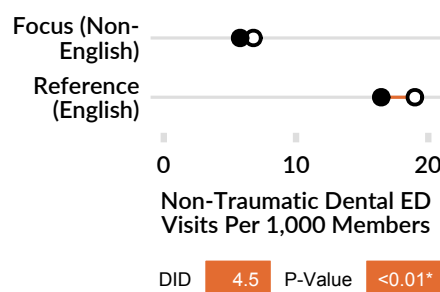 Focus (Non-
English)
Reference
(English)
0 10 20
Non-Traumatic Dental ED
Visits Per 1,000 Members
DID 4.5 P-Value <0.01*